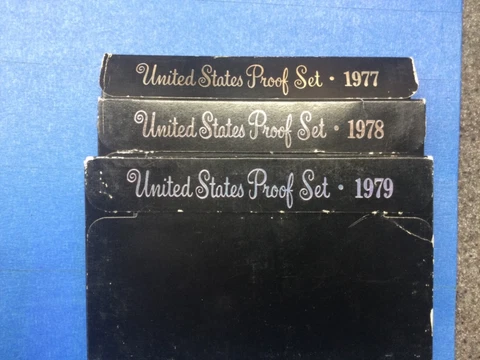 United States Proof Set · 1977
United States Proof Set · 1978
United States Proof Set · 1979